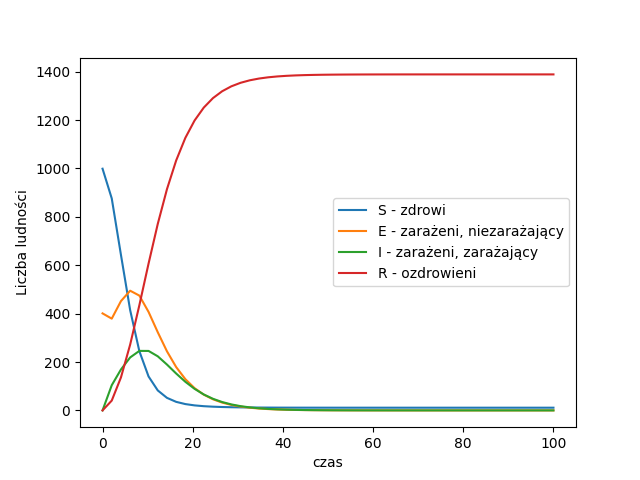 1400
1200
1000
800
600
400
200
0
Liczba ludności
S - zdrowi
E - zarażeni, niezarażający
I - zarażeni, zarażający
R - ozdrowieni
0 20 40 60 80 100
czas